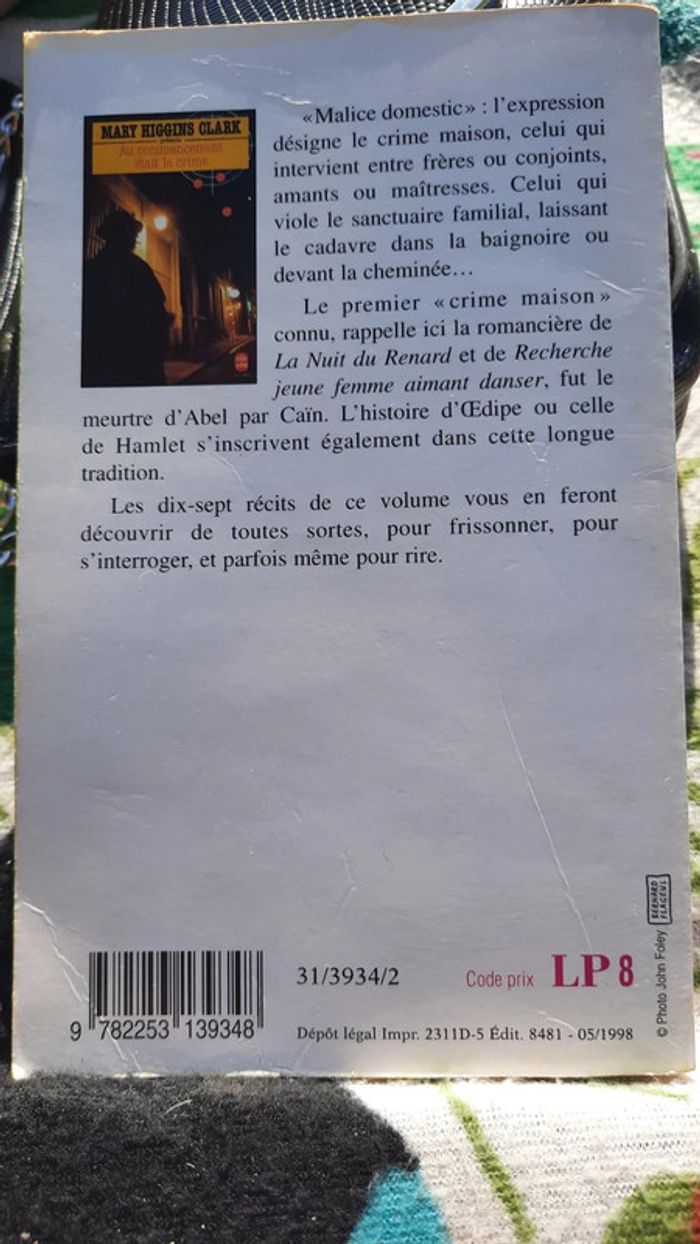 MARY HIGGINS CLARK
présente
Au commencement
était le crime
«Malice domestic» : l'expression
désigne le crime maison, celui qui
intervient entre frères ou conjoints,
amants ou maîtresses. Celui qui
viole le sanctuaire familial, laissant
le cadavre dans la baignoire ou
devant la cheminée…
Le premier «crime maison»
connu, rappelle ici la romancière de
La Nuit du Renard et de Recherche
jeune femme aimant danser, fut le
meurtre d'Abel par Caïn. L'histoire d'Œdipe ou celle
de Hamlet s'inscrivent également dans cette longue
tradition.
Les dix-sept récits de ce volume vous en feront
découvrir de toutes sortes, pour frissonner, pour
s'interroger, et parfois même pour rire.
BERNARD
FLAGEUL
© Photo John Foley
31/3934/2
Code prix LP 8
9 782253 139348
Dépôt légal Impr. 2311D-5 Édit. 8481 - 05/1998